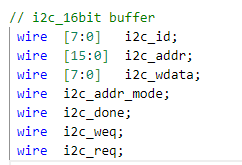 // i2c_16bit buffer
wire  [7:0]   i2c_id;
wire  [15:0]  i2c_addr;
wire  [7:0]   i2c_wdata;
wire  i2c_addr_mode;
wire  i2c_done;
wire  i2c_weq;
wire  i2c_req;